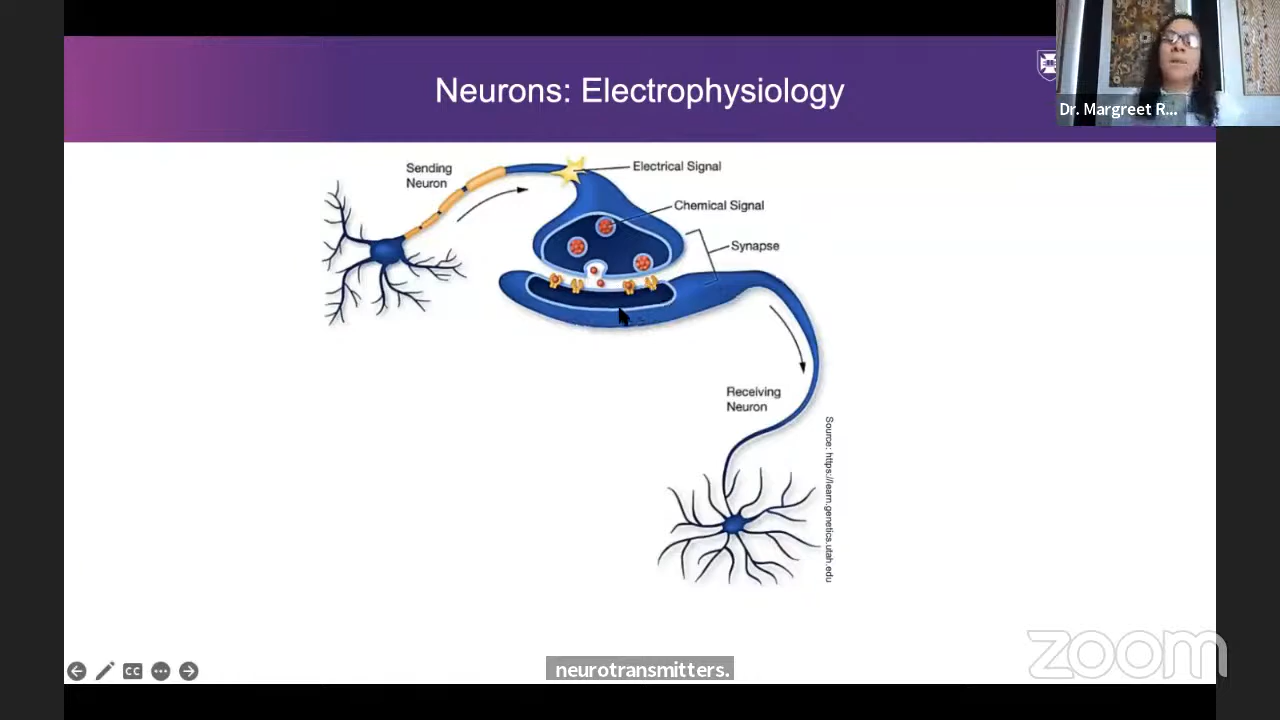 Neurons: Electrophysiology
Dr. Margreet R...
Sending
Neuron
Electrical Signal
Chemical Signal
Synapse
Receiving
Neuron
Source: https://learn.genetics.utah.edu
CC
neurotransmitters.
zoom